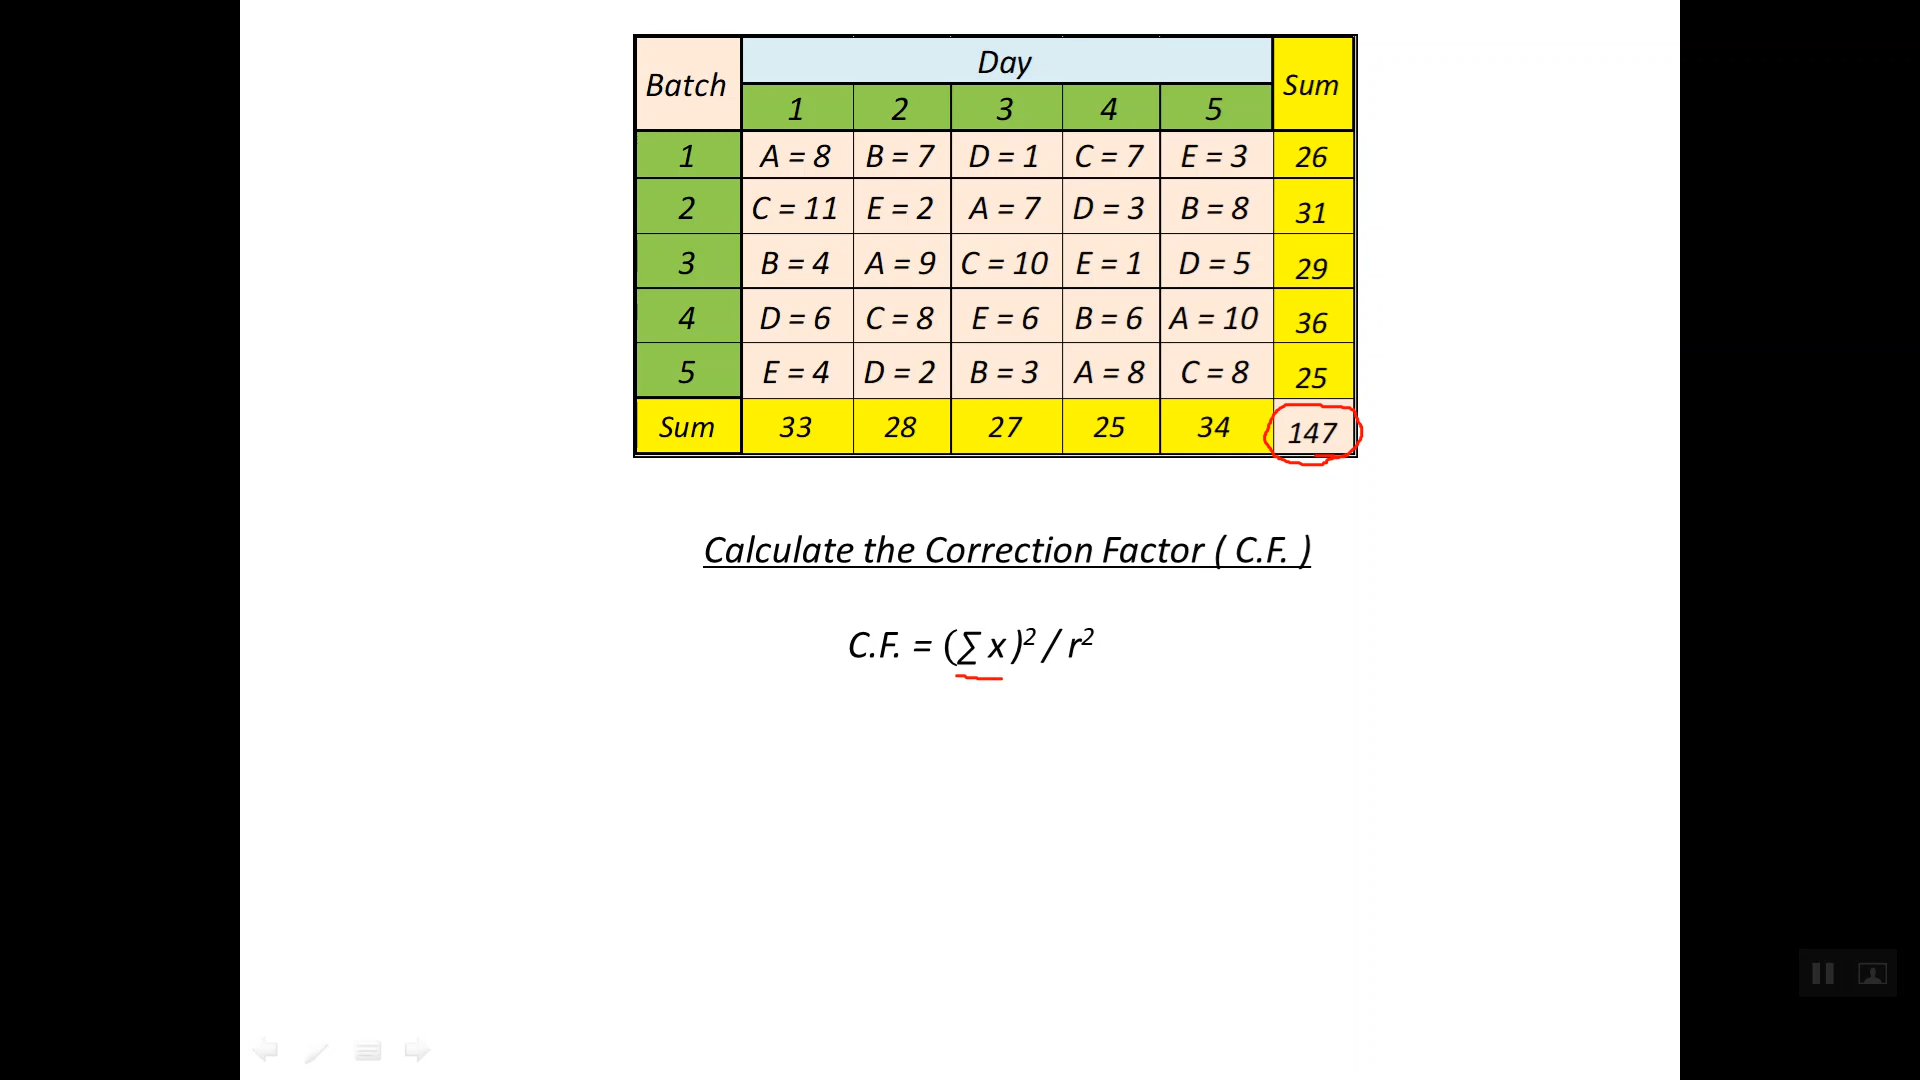 Batch Day Sum
1 2 3 4 5
1 A = 8 B = 7 D = 1 C = 7 E = 3 26
2 C = 11 E = 2 A = 7 D = 3 B = 8 31
3 B = 4 A = 9 C = 10 E = 1 D = 5 29
4 D = 6 C = 8 E = 6 B = 6 A = 10 36
5 E = 4 D = 2 B = 3 A = 8 C = 8 25
Sum 33 28 27 25 34 147
Calculate the Correction Factor ( C.F. )
C.F. = (∑ x )² / r²